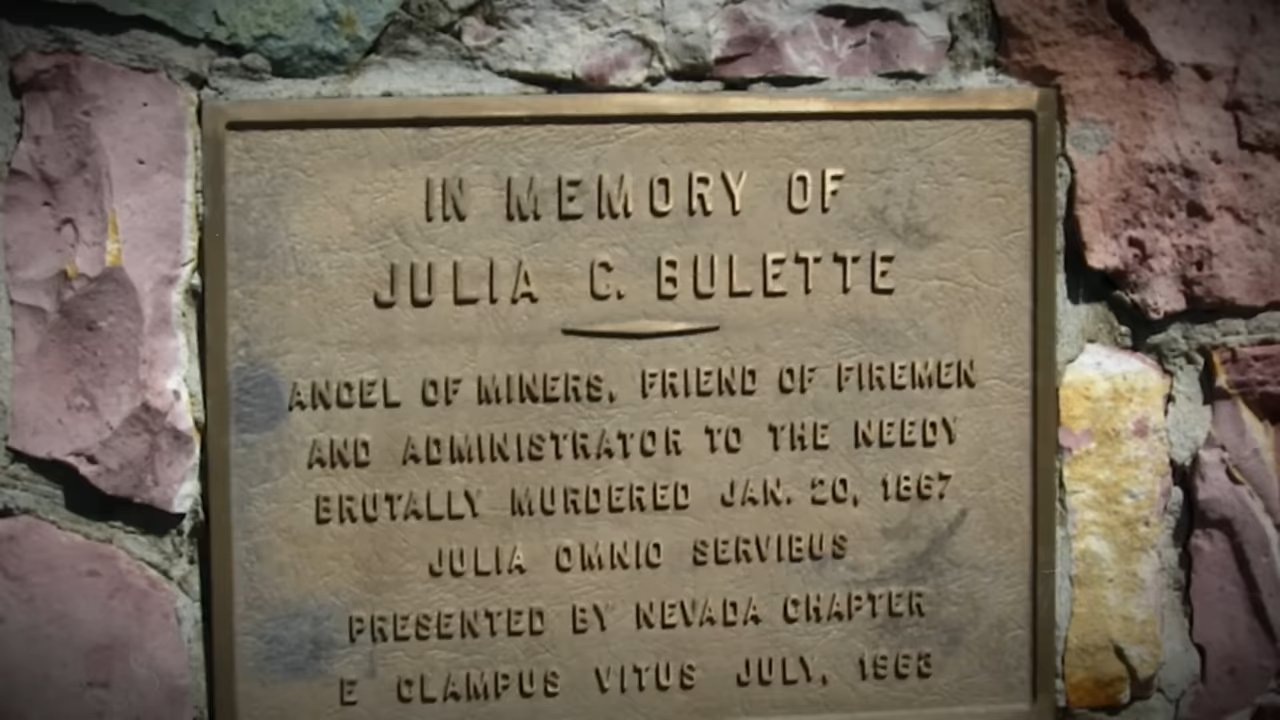 IN MEMORY OF
JULIA C. BULETTE
ANGEL OF MINERS, FRIEND OF FIREMEN
AND ADMINISTRATOR TO THE NEEDY
BRUTALLY MURDERED JAN. 20, 1867
JULIA OMNIO SERVIBUS
PRESENTED BY NEVADA CHAPTER
E CLAMPUS VITUS JULY, 1963